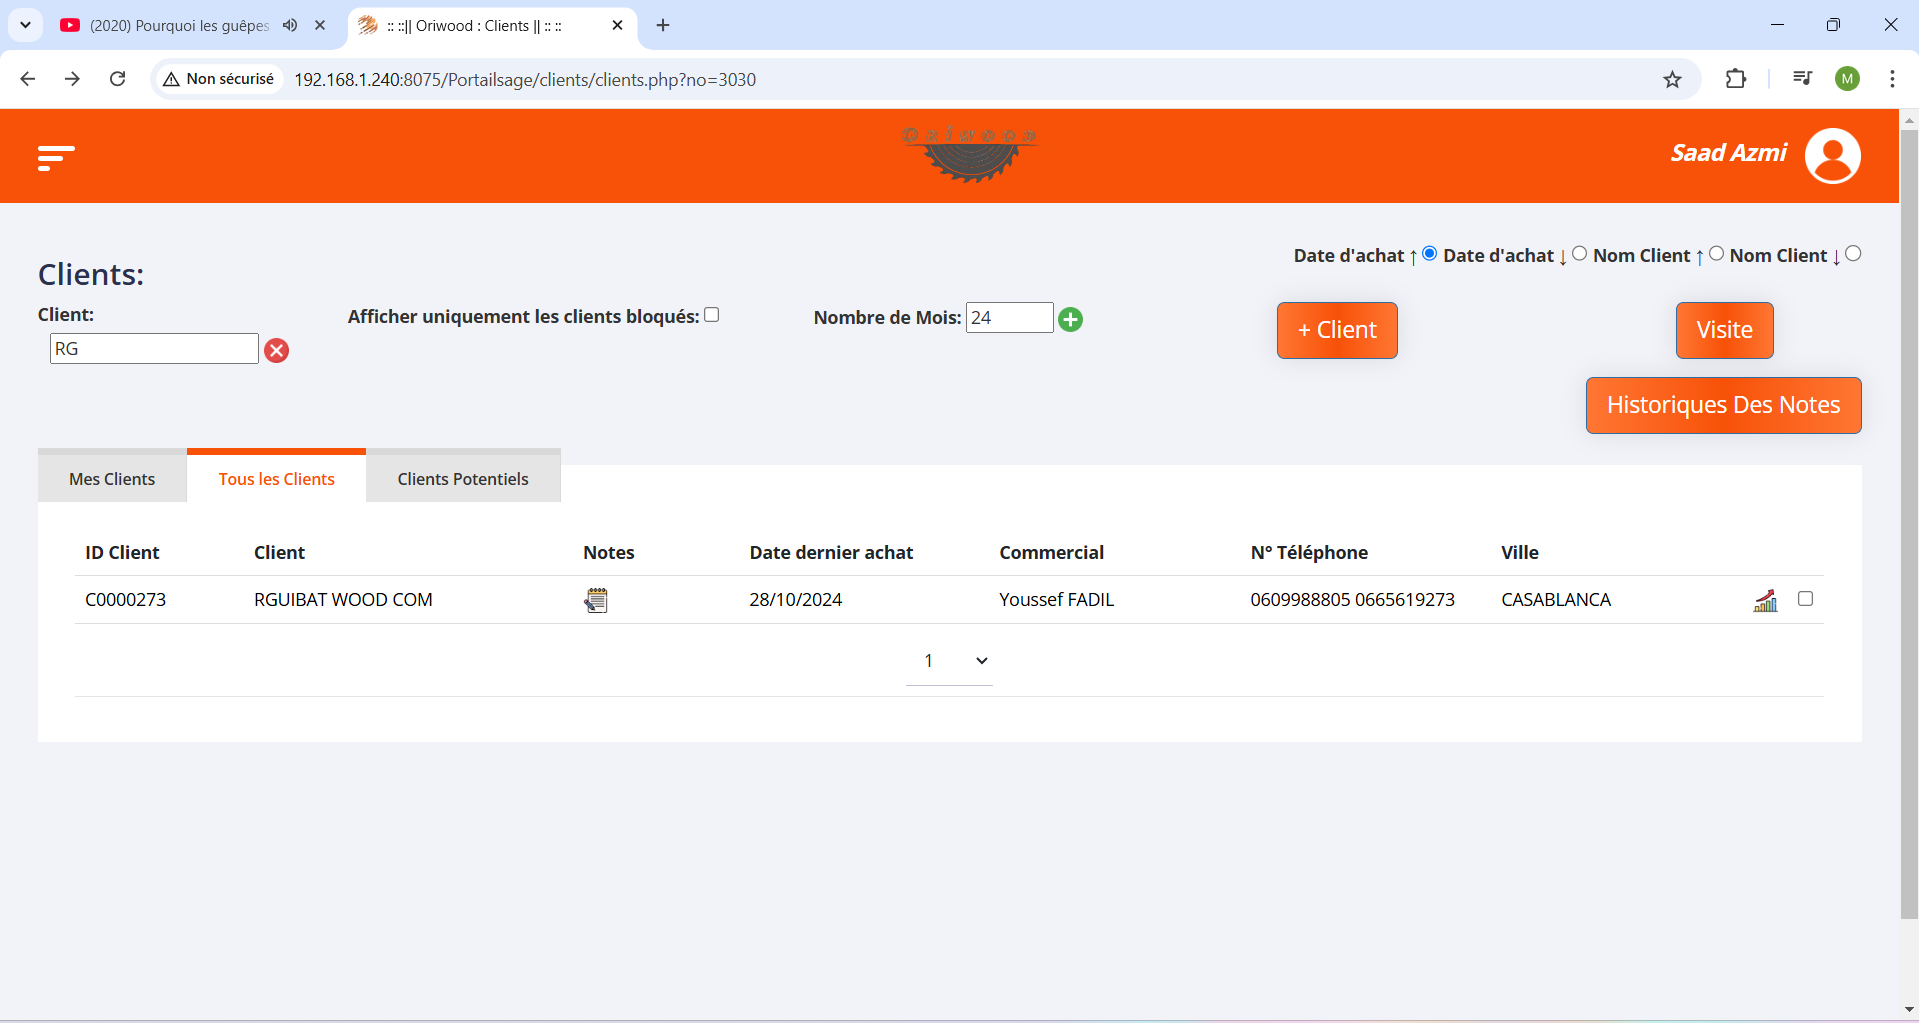 (2020) Pourquoi les guêpes
:: ::|| Oriwood : Clients || :: ::
Non sécurisé
192.168.1.240:8075/Portailsage/clients/clients.php?no=3030
M
Oriwood
Saad Azmi
Clients:
Date d'achat ↑ Date d'achat ↓ Nom Client ↑ Nom Client ↓
Client:
Afficher uniquement les clients bloqués:
Nombre de Mois: 24
+ Client
Visite
RG
Historiques Des Notes
Mes Clients
Tous les Clients
Clients Potentiels
ID Client Client Notes Date dernier achat Commercial N° Téléphone Ville
C0000273 RGUIBAT WOOD COM 28/10/2024 Youssef FADIL 0609988805 0665619273 CASABLANCA
1